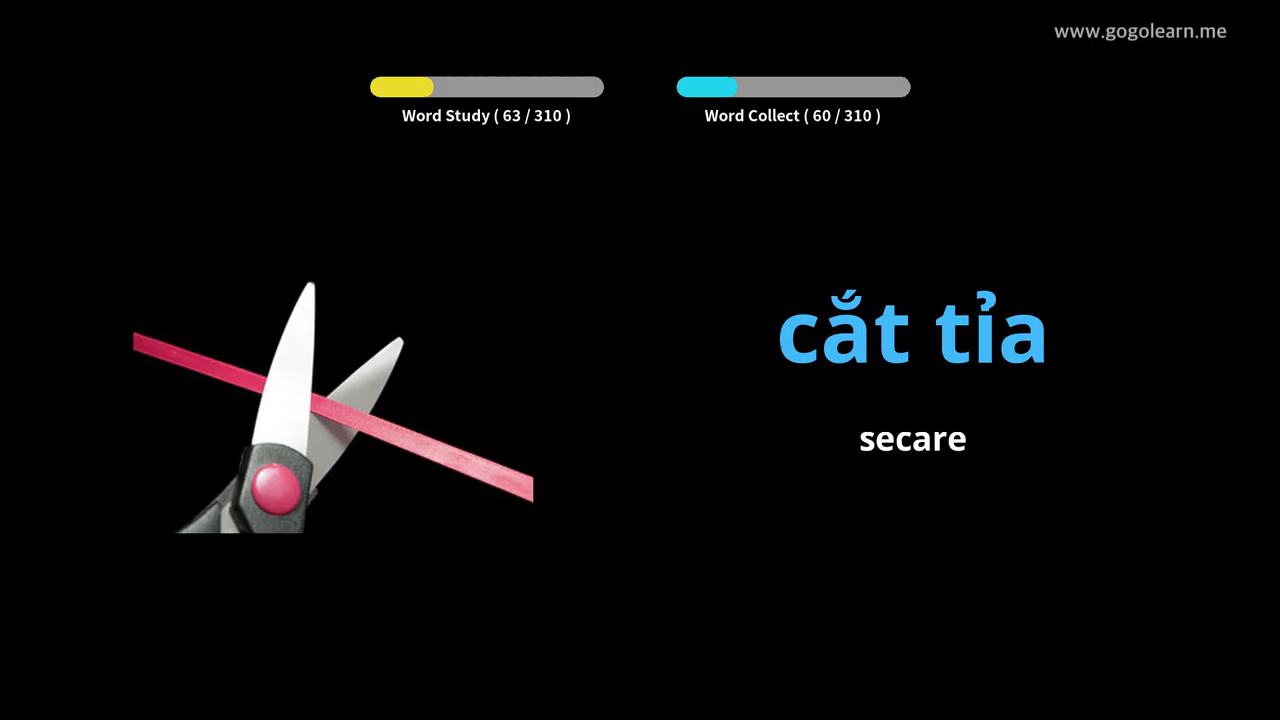 www.gogolearn.me
Word Study ( 63 / 310 )
Word Collect ( 60 / 310 )
cắt tỉa
secare